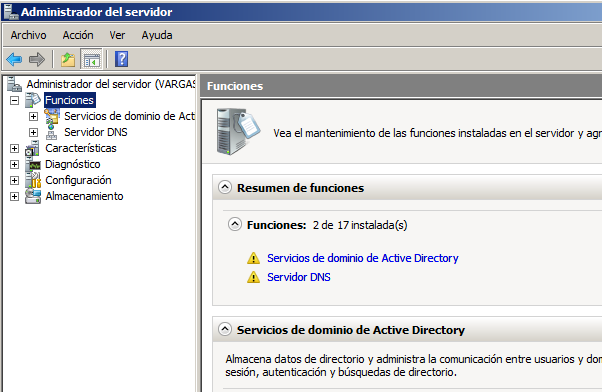 Administrador del servidor
Archivo Acción Ver Ayuda
Administrador del servidor (VARGAS
Funciones
Servicios de dominio de Acti
Servidor DNS
Características
Diagnóstico
Configuración
Almacenamiento
Funciones
Vea el mantenimiento de las funciones instaladas en el servidor y agr
Resumen de funciones
Funciones: 2 de 17 instalada(s)
Servicios de dominio de Active Directory
Servidor DNS
Servicios de dominio de Active Directory
Almacena datos de directorio y administra la comunicación entre usuarios y dom
sesión, autenticación y búsquedas de directorio.